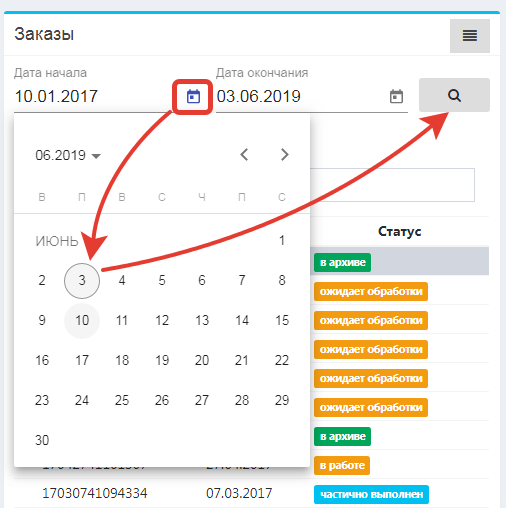 Заказы
Дата начала
Дата окончания
10.01.2017
03.06.2019
06.2019
В П В С Ч П С
Статус
ИЮНЬ 1
в архиве
2 3 4 5 6 7 8
ожидает обработки
9 10 11 12 13 14 15
ожидает обработки
ожидает обработки
16 17 18 19 20 21 22
ожидает обработки
23 24 25 26 27 28 29
ожидает обработки
30
в архиве
в работе
17030741094334 07.03.2017 частично выполнен